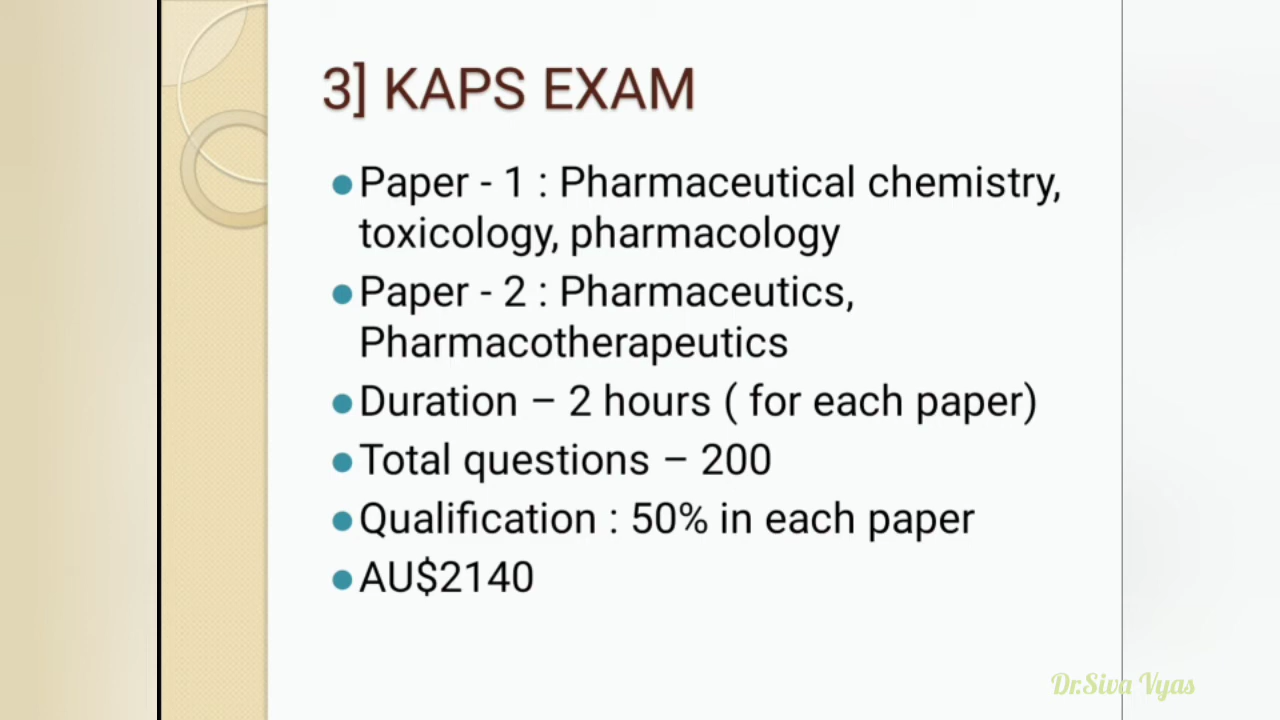 3] KAPS EXAM
●Paper - 1 : Pharmaceutical chemistry,
toxicology, pharmacology
●Paper - 2 : Pharmaceutics,
Pharmacotherapeutics
●Duration – 2 hours ( for each paper)
●Total questions – 200
●Qualification : 50% in each paper
●AU$2140
Dr.Siva Vyas